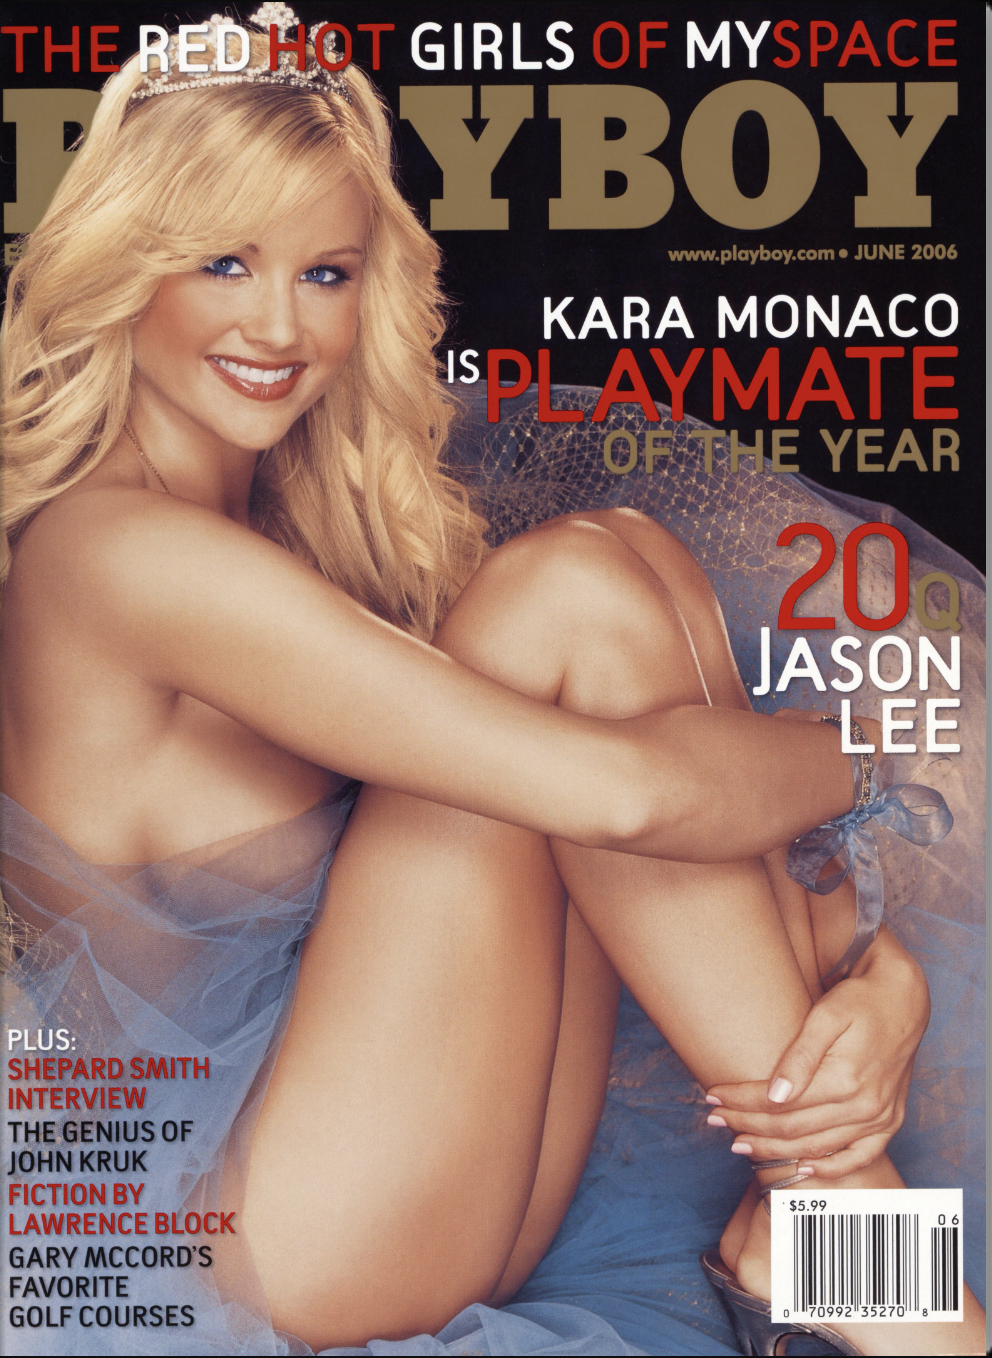 THE RED HOT GIRLS OF MYSPACE
PLAYBOY
www.playboy.com • JUNE 2006
KARA MONACO
IS PLAYMATE
OF THE YEAR
20Q
JASON
LEE
PLUS:
SHEPARD SMITH
INTERVIEW
THE GENIUS OF
JOHN KRUK
FICTION BY
LAWRENCE BLOCK
GARY MCCORD'S
FAVORITE
GOLF COURSES
$5.99
06
0 70992 35270 8